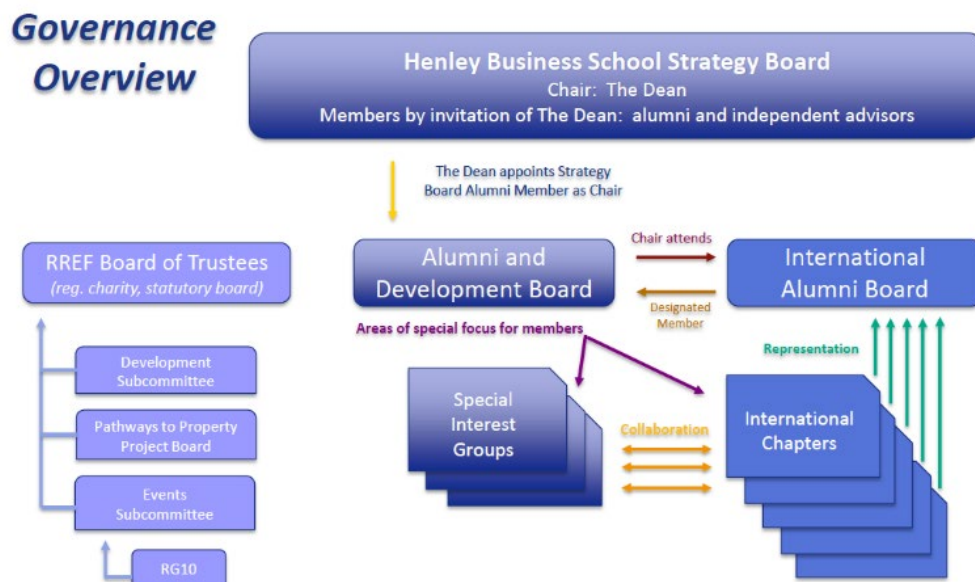 Governance
Overview
Henley Business School Strategy Board
Chair: The Dean
Members by invitation of The Dean: alumni and independent advisors
The Dean appoints Strategy
Board Alumni Member as Chair
RREF Board of Trustees
(reg. charity, statutory board)
Alumni and
Development Board
Chair attends
Designated
Member
International
Alumni Board
Areas of special focus for members
Representation
Development
Subcommittee
Pathways to Property
Project Board
Events
Subcommittee
RG10
Special
Interest
Groups
Collaboration
International
Chapters